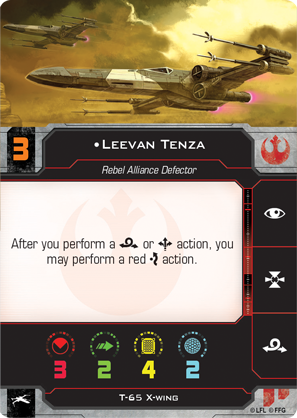 3
•Leevan Tenza
Rebel Alliance Defector
After you perform a or action, you
may perform a red action.
3 2 4 2
T-65 X-wing
© LFL © FFG